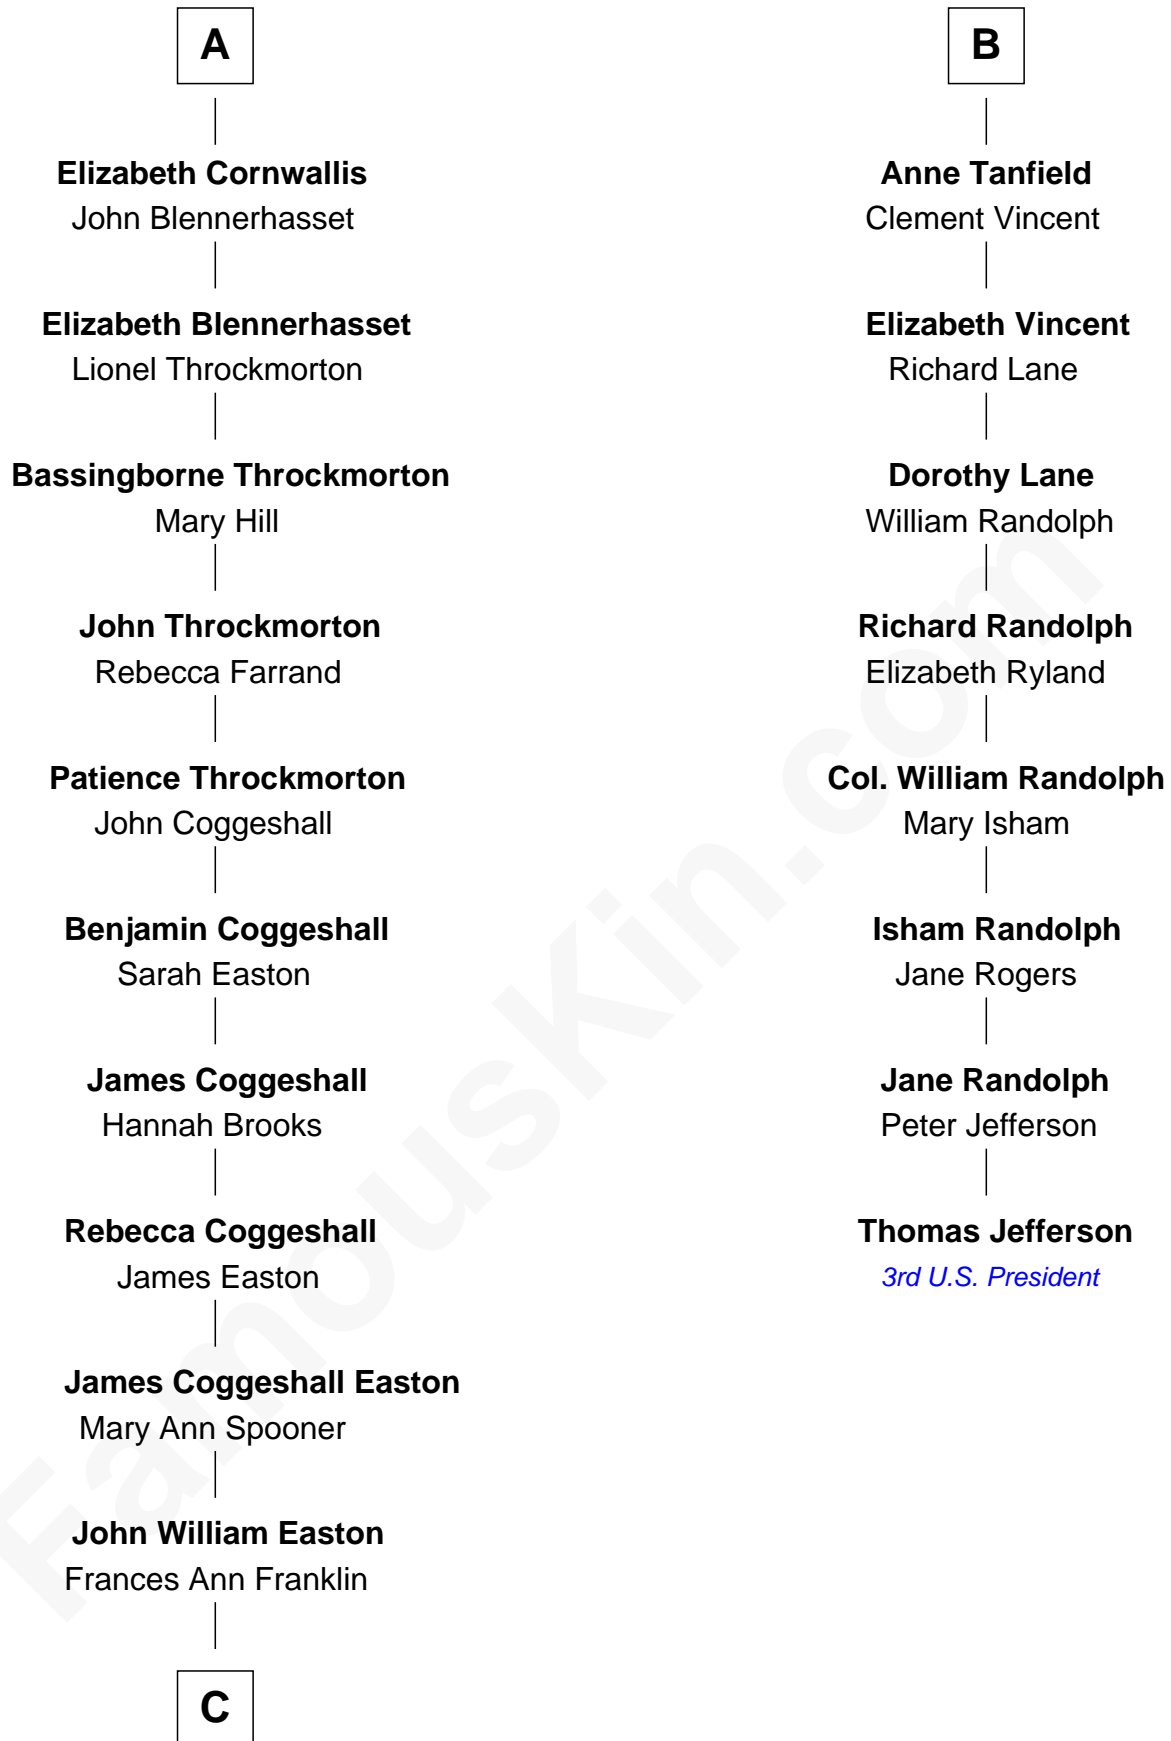 A
Elizabeth Cornwallis
John Blennerhasset
Elizabeth Blennerhasset
Lionel Throckmorton
Bassingborne Throckmorton
Mary Hill
John Throckmorton
Rebecca Farrand
Patience Throckmorton
John Coggeshall
Benjamin Coggeshall
Sarah Easton
James Coggeshall
Hannah Brooks
Rebecca Coggeshall
James Easton
James Coggeshall Easton
Mary Ann Spooner
John William Easton
Frances Ann Franklin
C
B
Anne Tanfield
Clement Vincent
Elizabeth Vincent
Richard Lane
Dorothy Lane
William Randolph
Richard Randolph
Elizabeth Ryland
Col. William Randolph
Mary Isham
Isham Randolph
Jane Rogers
Jane Randolph
Peter Jefferson
Thomas Jefferson
3rd U.S. President
FamousKin.com